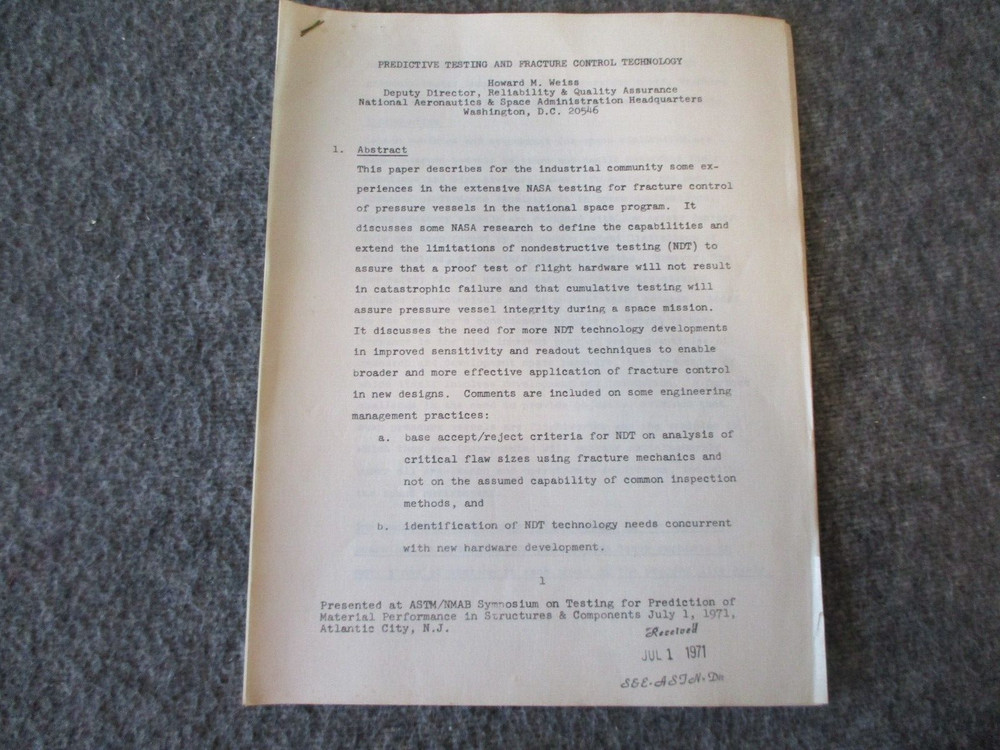 PREDICTIVE TESTING AND FRACTURE CONTROL TECHNOLOGY
Howard M. Weiss
Deputy Director, Reliability & Quality Assurance
National Aeronautics & Space Administration Headquarters
Washington, D.C. 20546
1. Abstract
This paper describes for the industrial community some ex-
periences in the extensive NASA testing for fracture control
of pressure vessels in the national space program. It
discusses some NASA research to define the capabilities and
extend the limitations of nondestructive testing (NDT) to
assure that a proof test of flight hardware will not result
in catastrophic failure and that cumulative testing will
assure pressure vessel integrity during a space mission.
It discusses the need for more NDT technology developments
in improved sensitivity and readout techniques to enable
broader and more effective application of fracture control
in new designs. Comments are included on some engineering
management practices:
a. base accept/reject criteria for NDT on analysis of
critical flaw sizes using fracture mechanics and
not on the assumed capability of common inspection
methods, and
b. identification of NDT technology needs concurrent
with new hardware development.
1
Presented at ASTM/NMAB Symposium on Testing for Prediction of
Material Performance in Structures & Components July 1, 1971,
Atlantic City, N.J.
Received
JUL 1 1971
S&E-ASTN-